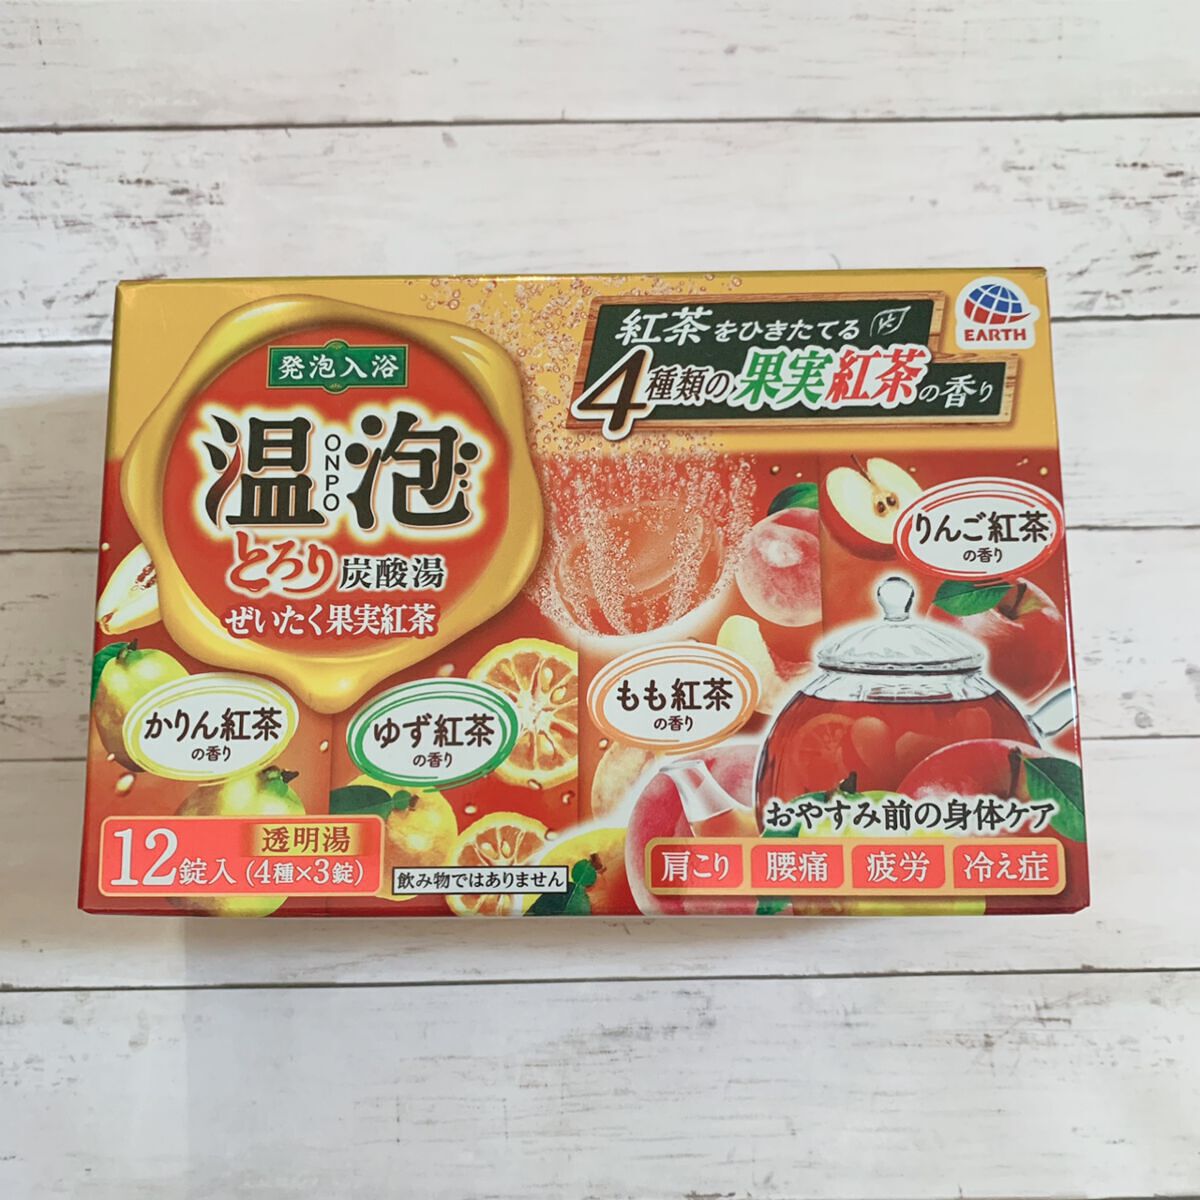 発泡入浴
温泡
ONPO
とろり炭酸湯
ぜいたく果実紅茶
紅茶をひきたてる
4種類の果実紅茶の香り
EARTH
りんご紅茶
の香り
もも紅茶
の香り
かりん紅茶
の香り
ゆず紅茶
の香り
おやすみ前の身体ケア
肩こり 腰痛 疲労 冷え症
12錠入 透明湯
(4種×3錠)
飲み物ではありません